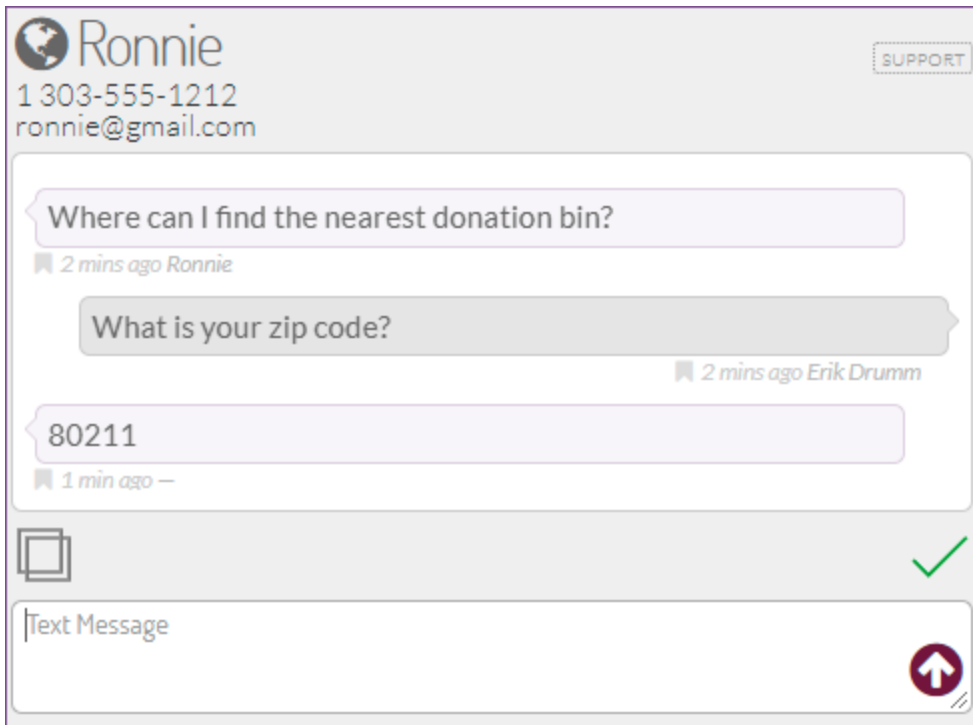 Ronnie
SUPPORT
1 303-555-1212
ronnie@gmail.com
Where can I find the nearest donation bin?
2 mins ago Ronnie
What is your zip code?
2 mins ago Erik Drumm
80211
1 min ago —
Text Message